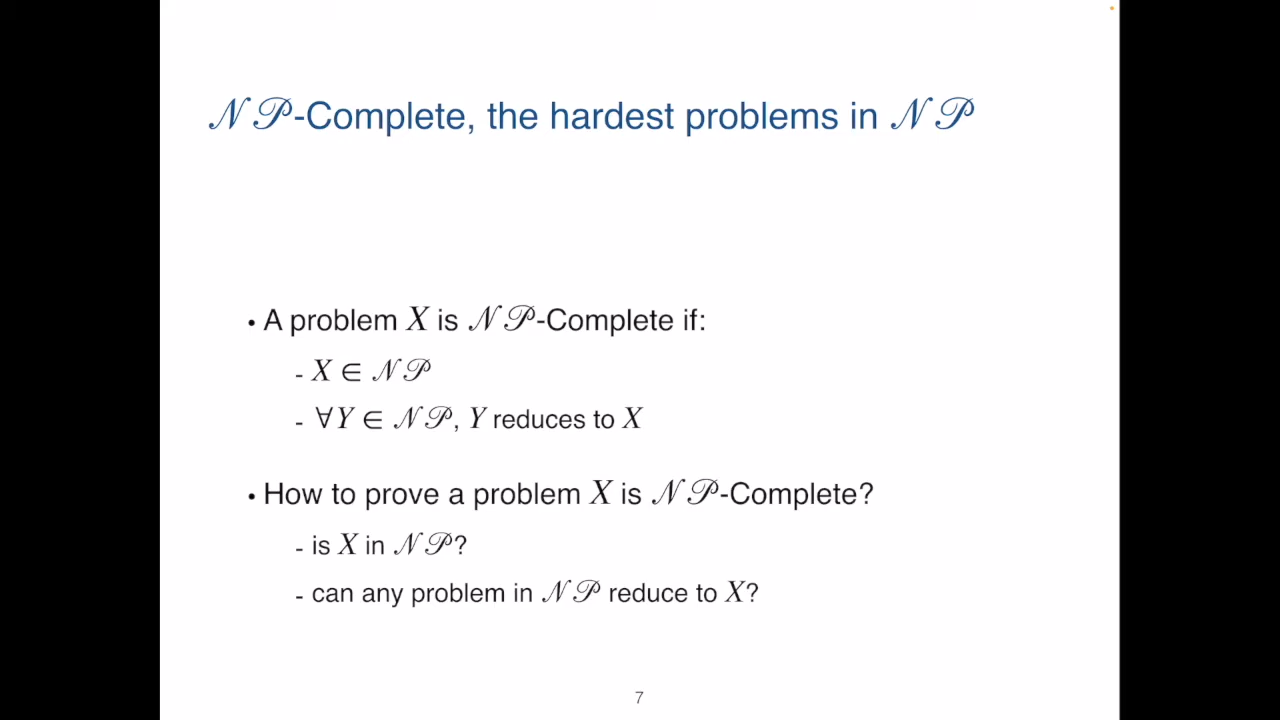 𝒩𝒫-Complete, the hardest problems in 𝒩𝒫
• A problem X is 𝒩𝒫-Complete if:
- X ∈ 𝒩𝒫
- ∀Y ∈ 𝒩𝒫, Y reduces to X
• How to prove a problem X is 𝒩𝒫-Complete?
- is X in 𝒩𝒫?
- can any problem in 𝒩𝒫 reduce to X?
7